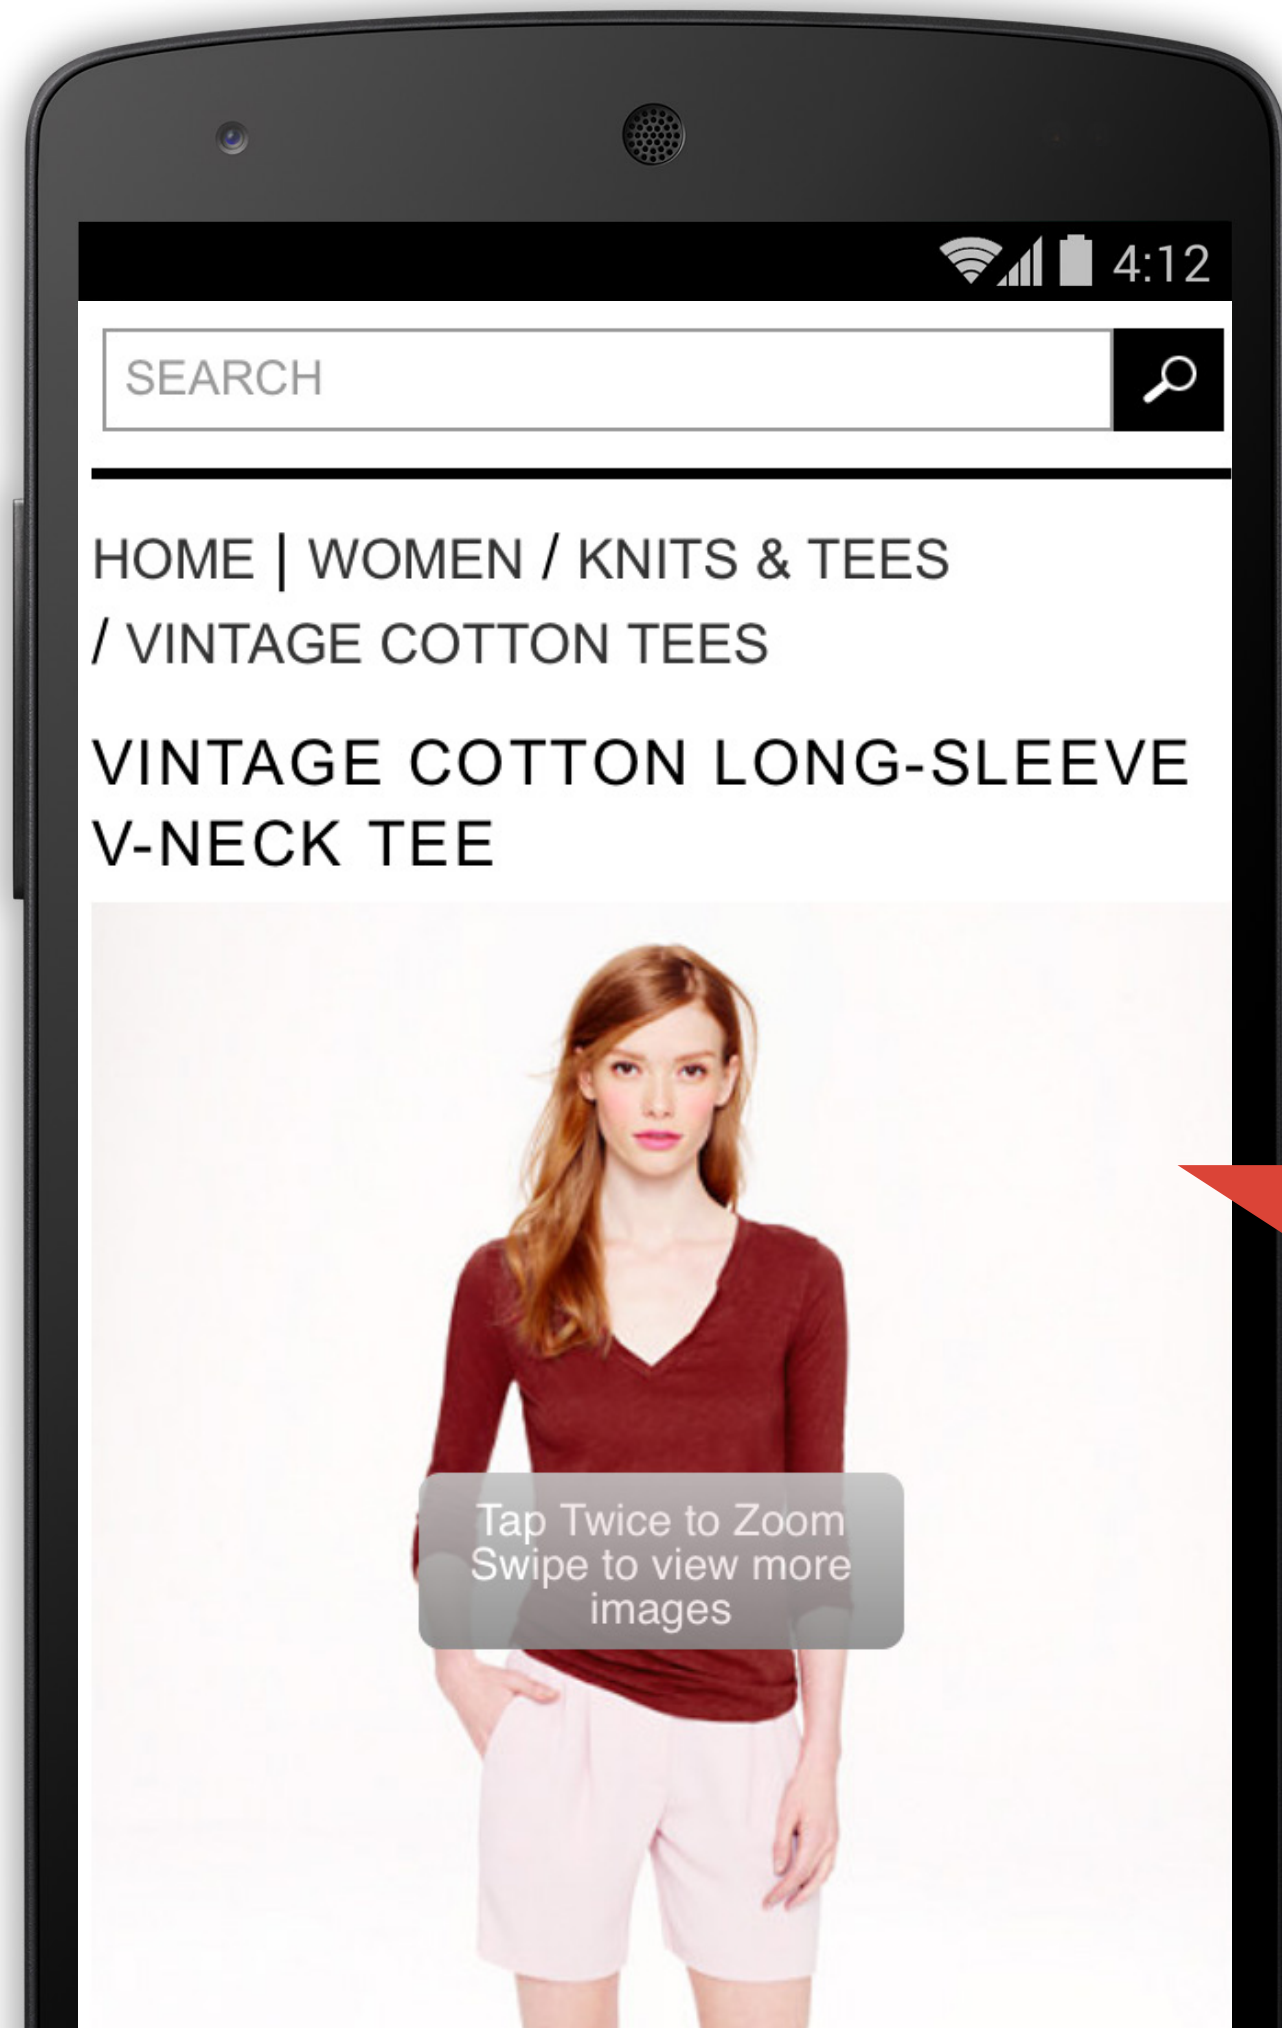 4:12
SEARCH
HOME | WOMEN / KNITS & TEES
/ VINTAGE COTTON TEES
VINTAGE COTTON LONG-SLEEVE
V-NECK TEE
Tap Twice to Zoom
Swipe to view more
images